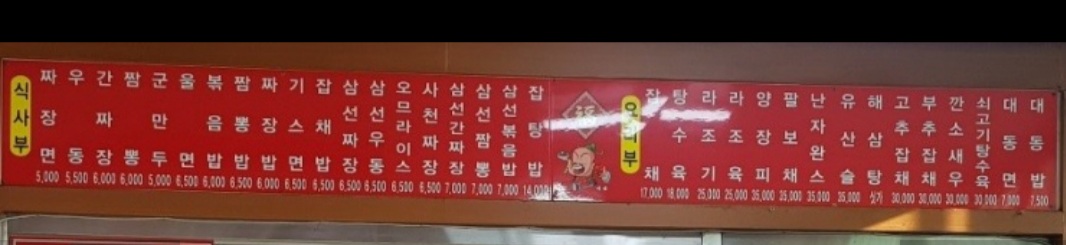 식사부
짜장면 5,000
우동 5,500
간짜장 6,000
짬뽕 6,000
군만두 5,000
울면 6,500
볶음밥 6,000
짬뽕밥 6,500
짜장밥 6,500
기스면 6,000
잡채밥 6,500
삼선짜장 6,500
삼선우동 6,500
오므라이스 6,500
사천짜장 6,500
삼선간짜장 7,000
삼선짬뽕 7,000
삼선볶음밥 7,000
잡탕밥 14,000
福
요리부
잡채 17,000
탕수육 18,000
라조기 25,000
라조육 25,000
양장피 35,000
팔보채 25,000
난자완스 35,000
유산슬 35,000
해삼탕 싯가
고추잡채 30,000
부추잡채 30,000
깐소새우 30,000
쇠고기탕수육 30,000
대동면 7,000
대동밥 7,500